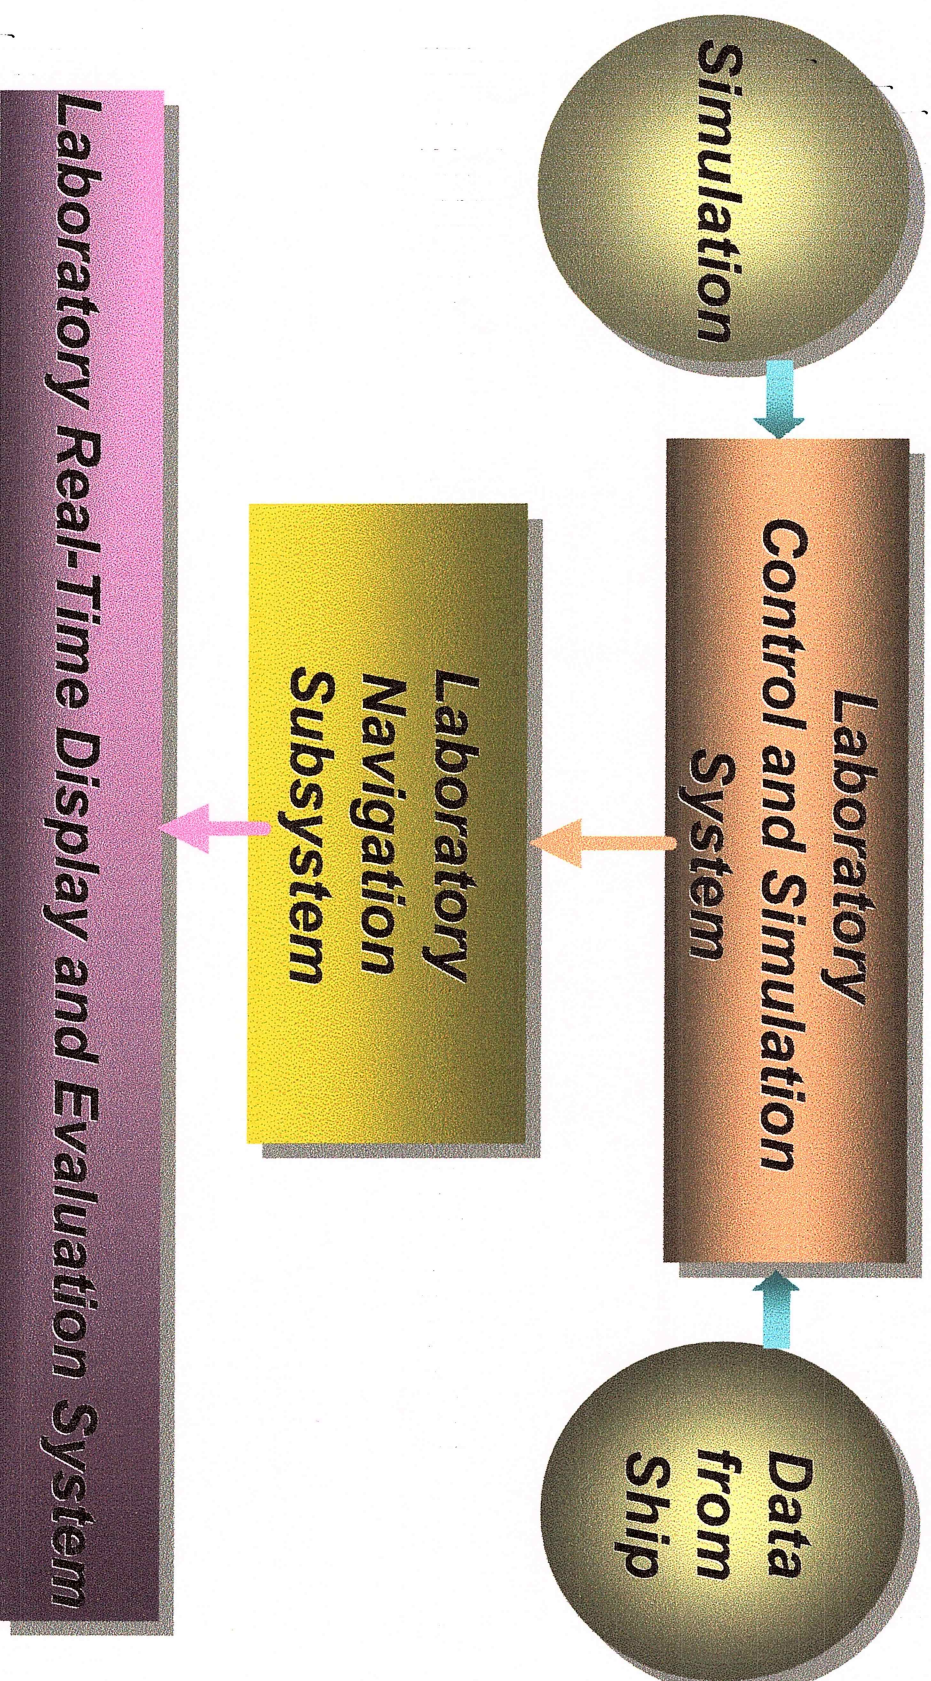 Simulation
Laboratory
Control and Simulation
System
Data
from
Ship
Laboratory
Navigation
Subsystem
Laboratory Real-Time Display and Evaluation System